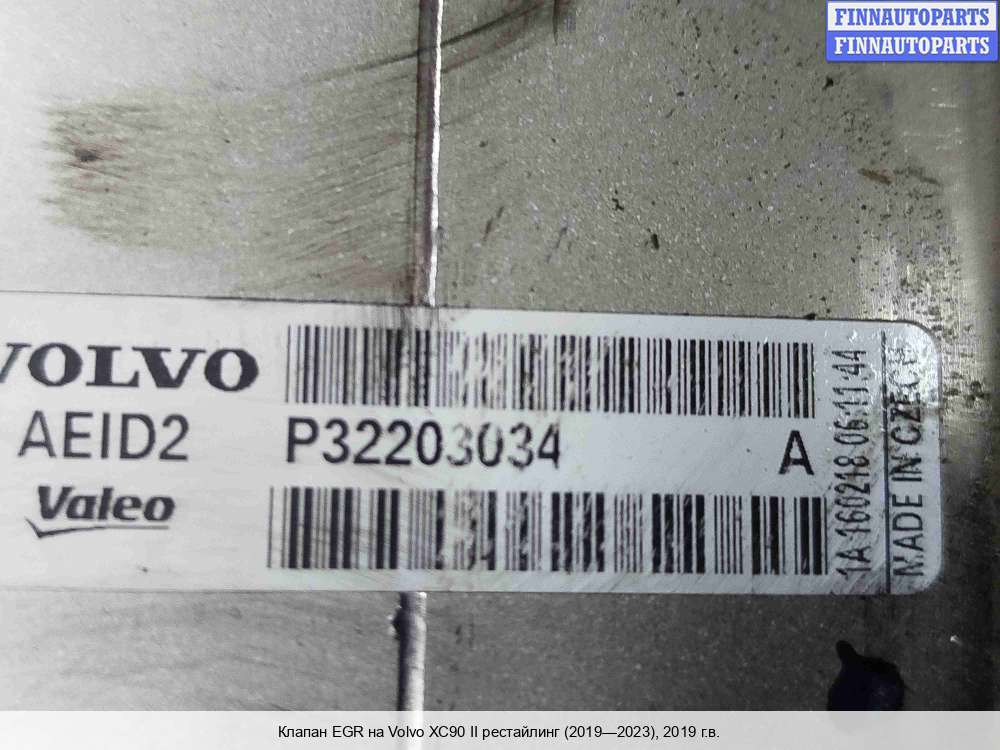 FINNAUTOPARTS
FINNAUTOPARTS
VOLVO
AEID2
P32203034
A
Valeo
1A 160218 06:11:44
MADE IN CZECH
Клапан EGR на Volvo XC90 II рестайлинг (2019—2023), 2019 г.в.